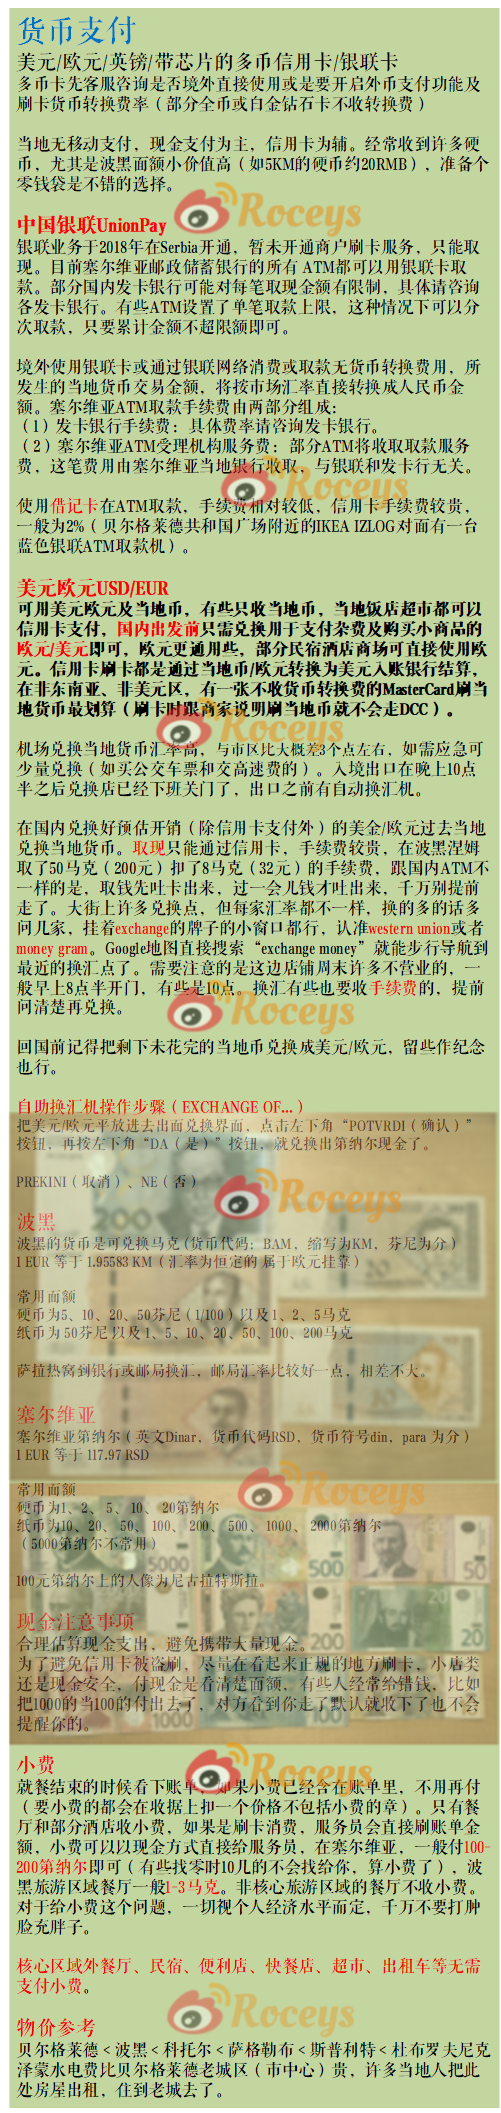 货币支付
美元/欧元/英镑/带芯片的多币信用卡/银联卡
多币卡先客服咨询是否境外直接使用或是要开启外币支付功能及
刷卡货币转换费率（部分全币或白金钻石卡不收转换费）
当地无移动支付，现金支付为主，信用卡为辅。经常收到许多硬
币，尤其是波黑面额小价值高（如5KM的硬币约20RMB），准备个
零钱袋是不错的选择。
Roceys
中国银联UnionPay
银联业务于2018年在Serbia开通，暂未开通商户刷卡服务，只能取
现。目前塞尔维亚邮政储蓄银行的所有 ATM都可以用银联卡取
款。部分国内发卡银行可能对每笔取现金额有限制，具体请咨询
各发卡银行。有些ATM设置了单笔取款上限，这种情况下可以分
次取款，只要累计金额不超限额即可。
境外使用银联卡或通过银联网络消费或取款无货币转换费用，所
发生的当地货币交易金额，将按市场汇率直接转换成人民币金
额。塞尔维亚ATM取款手续费由两部分组成：
（1）发卡银行手续费：具体费率请咨询发卡银行。
（2）塞尔维亚ATM受理机构服务费：部分ATM将收取取款服务
费，这笔费用由塞尔维亚当地银行收取，与银联和发卡行无关。
Roceys
使用借记卡在ATM取款，手续费相对较低，信用卡手续费较贵，
一般为2%（贝尔格莱德共和国广场附近的IKEA IZLOG对面有一台
蓝色银联ATM取款机）。
美元欧元USD/EUR
可用美元欧元及当地币，有些只收当地币，当地饭店超市都可以
信用卡支付，国内出发前只需兑换用于支付杂费及购买小商品的
欧元/美元即可，欧元更通用些，部分民宿酒店商场可直接使用欧
元。信用卡刷卡都是通过当地币/欧元转换为美元入账银行结算，
在非东南亚、非美元区，有一张不收货币转换费的MasterCard刷当
地货币最划算（刷卡时跟商家说明刷当地币就不会走DCC）。
Roceys
机场兑换当地货币汇率高，与市区比大概差3个点左右，如需应急可
少量兑换（如买公交车票和交高速费的）。入境出口在晚上10点
半之后兑换店已经下班关门了，出口之前有自动换汇机。
在国内兑换好预估开销（除信用卡支付外）的美金/欧元过去当地
兑换当地货币。取现只能通过信用卡，手续费较贵，在波黑涅姆
取了50马克（200元）扣了8马克（32元）的手续费，跟国内ATM不
一样的是，取钱先吐卡出来，过一会儿钱才吐出来，千万别提前
走了。大街上许多兑换点，但每家汇率都不一样，换的多的话多
问几家，挂着exchange的牌子的小窗口都行，认准western union或者
money gram。Google地图直接搜索“exchange money”就能步行导航到
最近的换汇点了。需要注意的是这边店铺周末许多不营业的，一
般早上8点半开门，有些是10点。换汇有些也要收手续费的，提前
问清楚再兑换。
Roceys
回国前记得把剩下未花完的当地币兑换成美元/欧元，留些作纪念
也行。
自助换汇机操作步骤（EXCHANGE OF...）
把美元/欧元平放进去出面兑换界面，点击左下角“POTVRDI（确认）”
按钮，再按左下角“DA（是）”按钮，就兑换出第纳尔现金了。
PREKINI（取消）、NE（否）
Roceys
波黑
波黑的货币是可兑换马克(货币代码：BAM，缩写为KM，芬尼为分）
1 EUR 等于 1.95583 KM（汇率为恒定的 属于欧元挂靠）
常用面额
硬币为5、10、20、50芬尼（1/100）以及1、2、5马克
纸币为 50芬尼 以及 1、5、10、20、50、100、200马克
萨拉热窝到银行或邮局换汇，邮局汇率比较好一点，相差不大。
塞尔维亚
塞尔维亚第纳尔（英文Dinar，货币代码RSD，货币符号din，para 为分）
1 EUR 等于 117.97 RSD
Roceys
常用面额
硬币为1、2、 5、10、 20第纳尔
纸币为10、20、 50、 100、 200、 500、 1000、 2000第纳尔
（5000第纳尔不常用）
100元第纳尔上的人像为尼古拉特斯拉。
现金注意事项
合理估算现金支出，避免携带大量现金。
为了避免信用卡被盗刷，尽量在看起来正规的地方刷卡，小店类
还是现金安全，付现金是看清楚面额，有些人经常给错钱，比如
把1000的当100的付出去了，对方看到你走了默认就收下了也不会
提醒你的。
小费
Roceys
就餐结束的时候看下账单，如果小费已经含在账单里，不用再付
（要小费的都会在收据上扣一个价格不包括小费的章）。只有餐
厅和部分酒店收小费，如果是刷卡消费，服务员会直接刷账单金
额，小费可以以现金方式直接给服务员，在塞尔维亚，一般付100-
200第纳尔即可（有些找零时10几的不会找给你，算小费了），波
黑旅游区域餐厅一般1-3马克。非核心旅游区域的餐厅不收小费。
对于给小费这个问题，一切视个人经济水平而定，千万不要打肿
脸充胖子。
核心区域外餐厅、民宿、便利店、快餐店、超市、出租车等无需
支付小费。
Roceys
物价参考
贝尔格莱德＜波黑＜科托尔＜萨格勒布＜斯普利特＜杜布罗夫尼克
泽蒙水电费比贝尔格莱德老城区（市中心）贵，许多当地人把此
处房屋出租，住到老城去了。